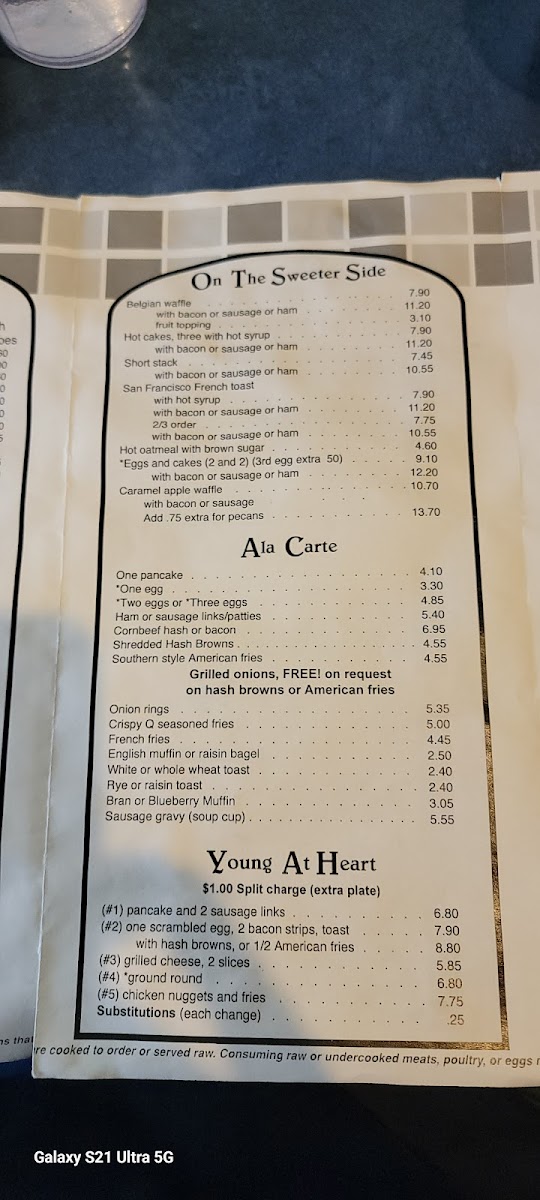 On The Sweeter Side
Belgian waffle . . . 7.90
with bacon or sausage or ham . . . 11.20
fruit topping . . . 3.10
Hot cakes, three with hot syrup . . . 7.90
with bacon or sausage or ham . . . 11.20
Short stack . . . 7.45
with bacon or sausage or ham . . . 10.55
San Francisco French toast
with hot syrup . . . 7.90
with bacon or sausage or ham . . . 11.20
2/3 order . . . 7.75
with bacon or sausage or ham . . . 10.55
Hot oatmeal with brown sugar . . . 4.60
*Eggs and cakes (2 and 2) (3rd egg extra 50) . . . 9.10
with bacon or sausage or ham . . . 12.20
Caramel apple waffle . . . 10.70
with bacon or sausage
Add .75 extra for pecans . . . 13.70
Ala Carte
One pancake . . . 4.10
*One egg . . . 3.30
*Two eggs or *Three eggs . . . 4.85
Ham or sausage links/patties . . . 5.40
Cornbeef hash or bacon . . . 6.95
Shredded Hash Browns . . . 4.55
Southern style American fries . . . 4.55
Grilled onions, FREE! on request
on hash browns or American fries
Onion rings . . . 5.35
Crispy Q seasoned fries . . . 5.00
French fries . . . 4.45
English muffin or raisin bagel . . . 2.50
White or whole wheat toast . . . 2.40
Rye or raisin toast . . . 2.40
Bran or Blueberry Muffin . . . 3.05
Sausage gravy (soup cup) . . . 5.55
Young At Heart
$1.00 Split charge (extra plate)
(#1) pancake and 2 sausage links . . . 6.80
(#2) one scrambled egg, 2 bacon strips, toast . . . 7.90
with hash browns, or 1/2 American fries . . . 8.80
(#3) grilled cheese, 2 slices . . . 5.85
(#4) *ground round . . . 6.80
(#5) chicken nuggets and fries . . . 7.75
Substitutions (each change) . . . .25
are cooked to order or served raw. Consuming raw or undercooked meats, poultry, or eggs
Galaxy S21 Ultra 5G